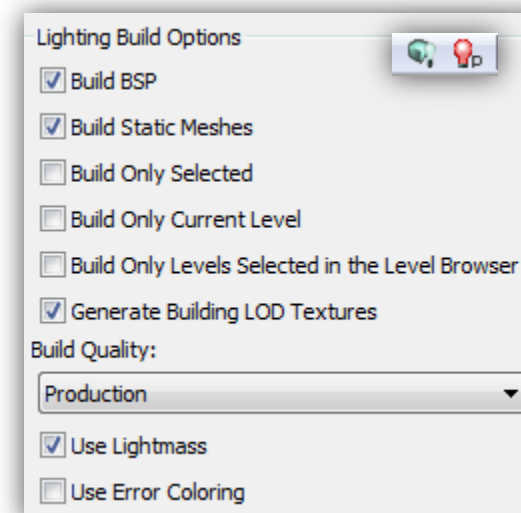 Lighting Build Options
p
Build BSP
Build Static Meshes
Build Only Selected
Build Only Current Level
Build Only Levels Selected in the Level Browser
Generate Building LOD Textures
Build Quality:
Production
Use Lightmass
Use Error Coloring